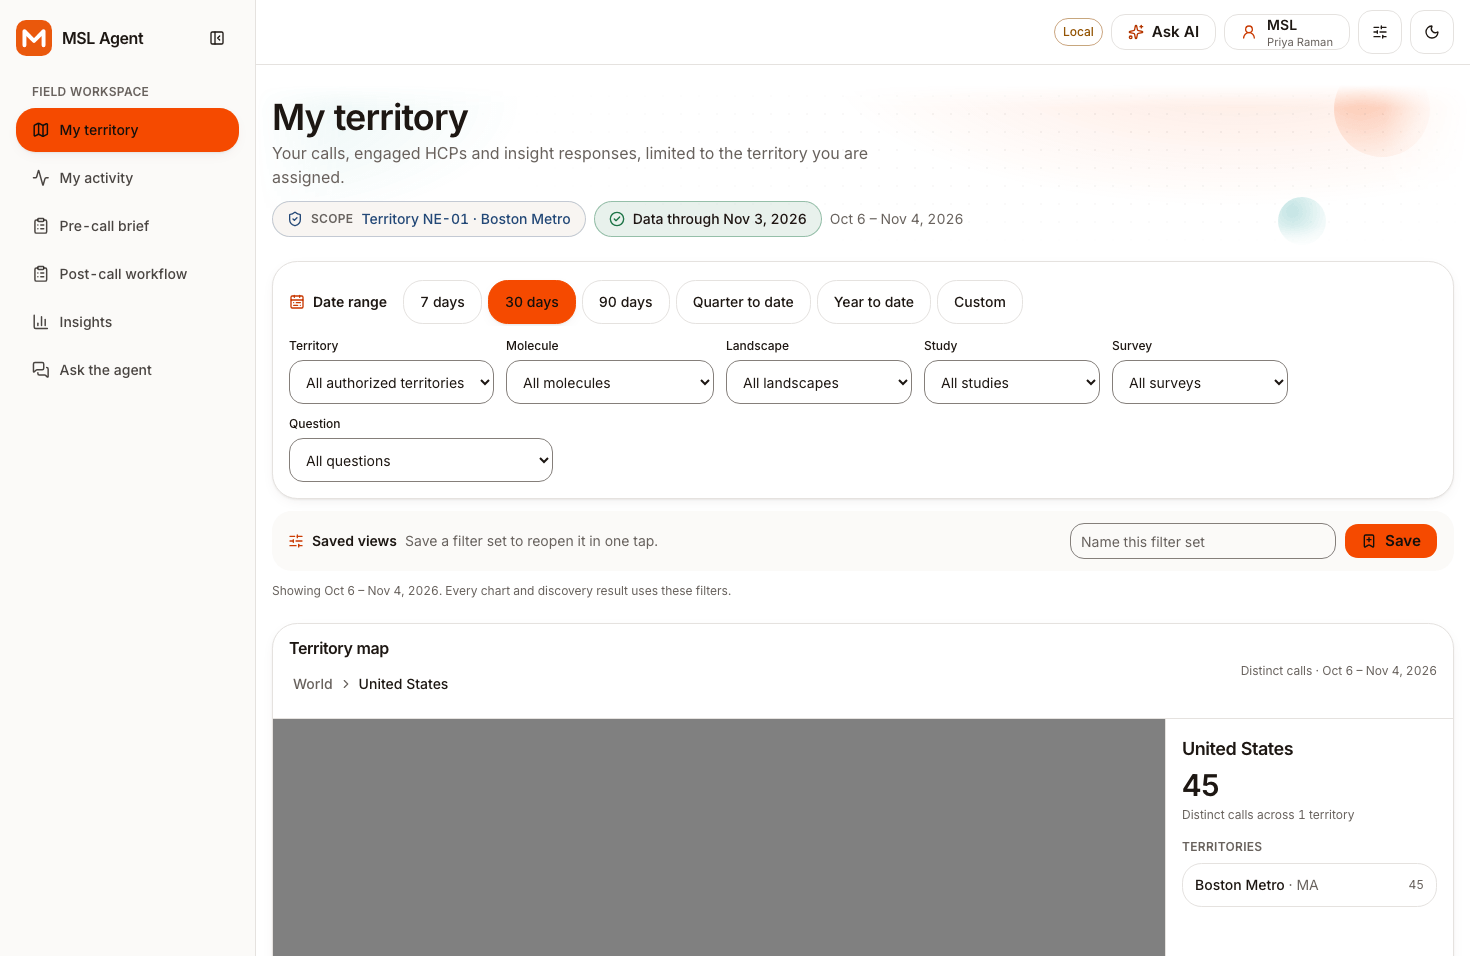 MSL Agent
Local
Ask AI
MSL
Priya Raman
FIELD WORKSPACE
My territory
My activity
Pre-call brief
Post-call workflow
Insights
Ask the agent
My territory
Your calls, engaged HCPs and insight responses, limited to the territory you are
assigned.
SCOPE Territory NE-01 · Boston Metro
Data through Nov 3, 2026
Oct 6 – Nov 4, 2026
Date range
7 days
30 days
90 days
Quarter to date
Year to date
Custom
Territory
Molecule
Landscape
Study
Survey
All authorized territories
All molecules
All landscapes
All studies
All surveys
Question
All questions
Saved views Save a filter set to reopen it in one tap.
Name this filter set
Save
Showing Oct 6 – Nov 4, 2026. Every chart and discovery result uses these filters.
Territory map
World > United States
Distinct calls · Oct 6 – Nov 4, 2026
United States
45
Distinct calls across 1 territory
TERRITORIES
Boston Metro · MA 45